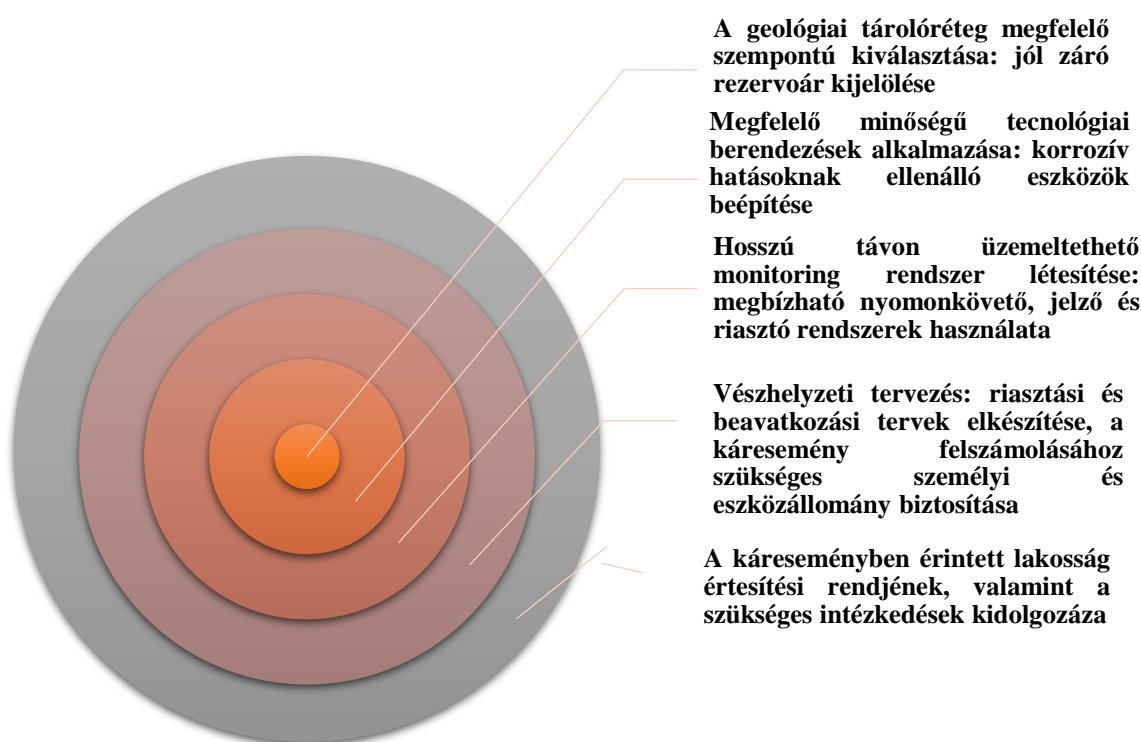 A geológiai tárolóréteg megfelelő
szempontú kiválasztása: jól záró
rezervoár kijelölése
Megfelelő minőségű tecnológiai
berendezések alkalmazása: korrozív
hatásoknak ellenálló eszközök
beépítése
Hosszú távon üzemeltethető
monitoring rendszer létesítése:
megbízható nyomonkövető, jelző és
riasztó rendszerek használata
Vészhelyzeti tervezés: riasztási és
beavatkozási tervek elkészítése, a
káresemény felszámolásához
szükséges személyi és
eszközállomány biztosítása
A káreseményben érintett lakosság
értesítési rendjének, valamint a
szükséges intézkedések kidolgozáza